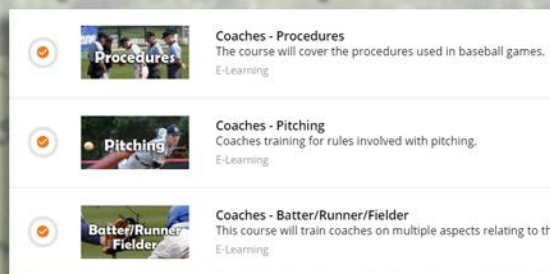 Procedures
Coaches - Procedures
The course will cover the procedures used in baseball games.
E-Learning
Pitching
Coaches - Pitching
Coaches training for rules involved with pitching.
E-Learning
Batter/Runner
Fielder
Coaches - Batter/Runner/Fielder
This course will train coaches on multiple aspects relating to
E-Learning